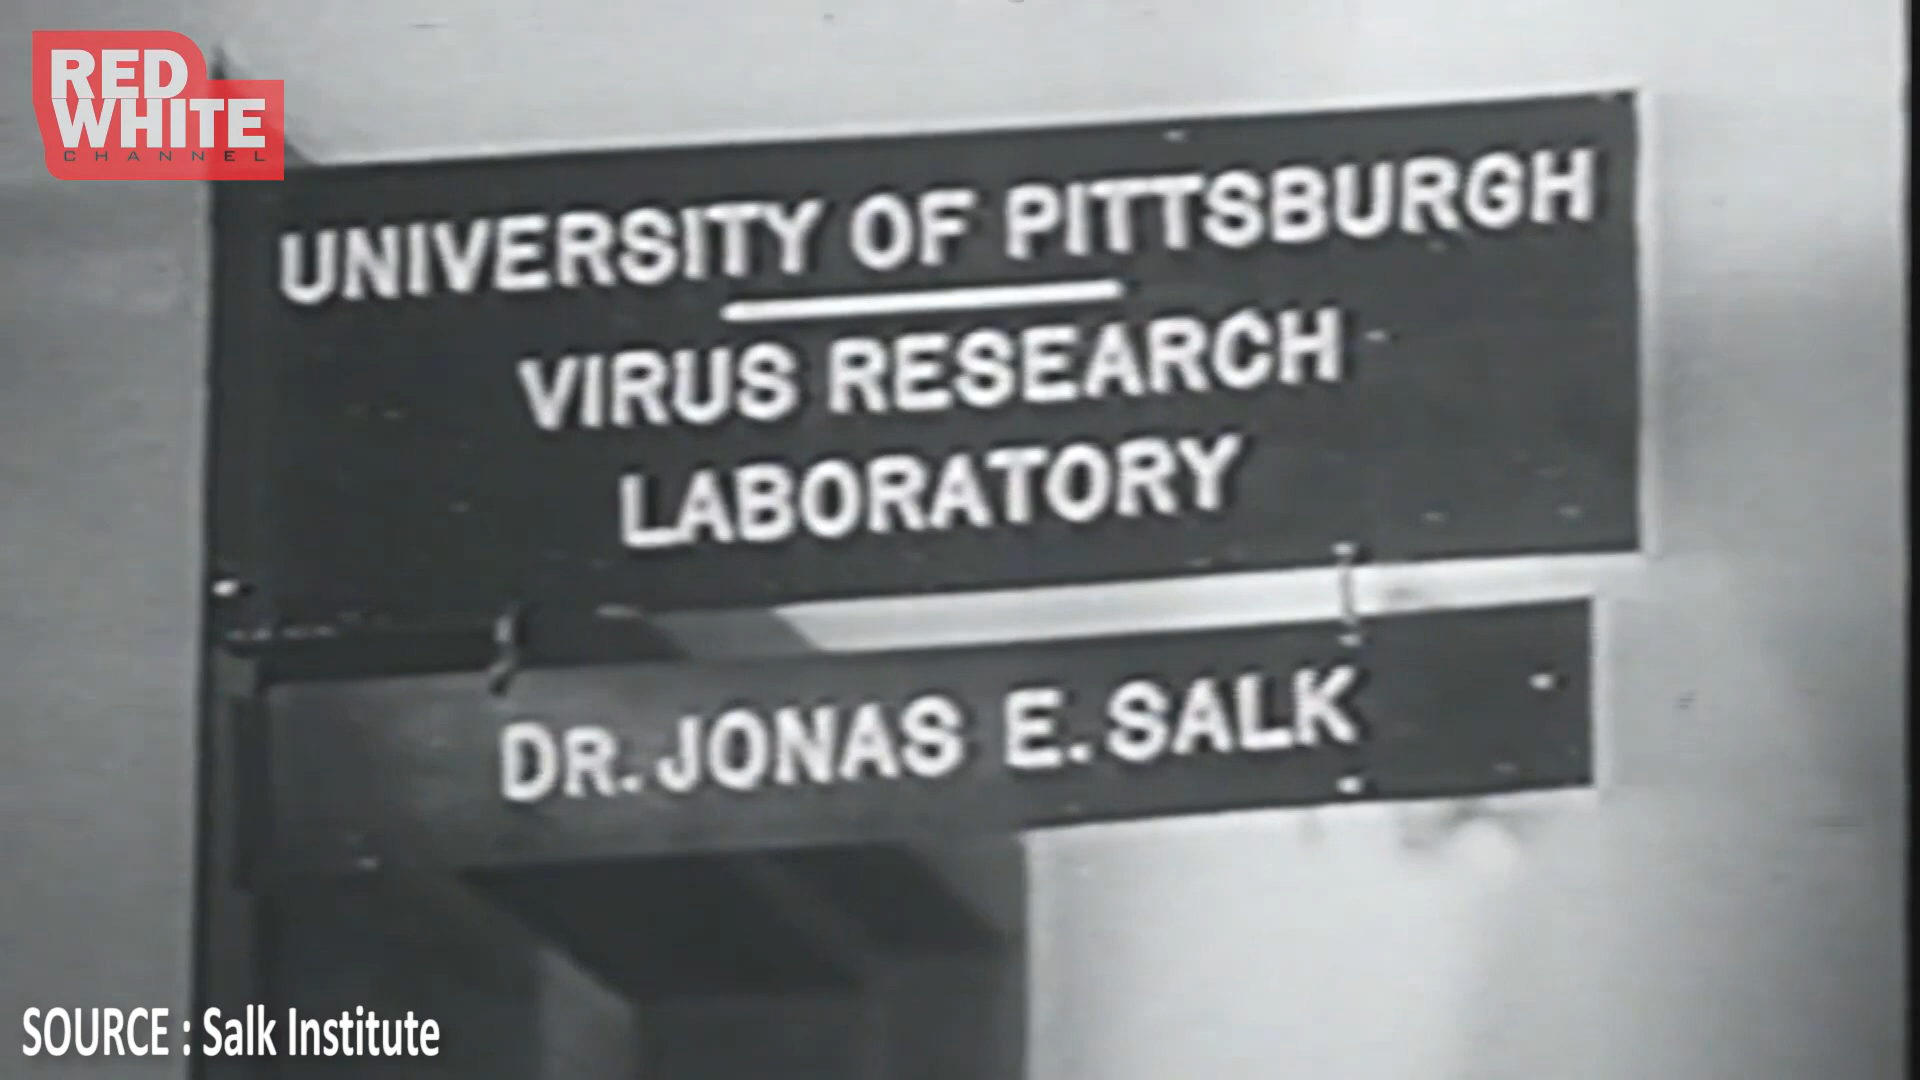 RED
WHITE
CHANNEL
UNIVERSITY OF PITTSBURGH
VIRUS RESEARCH
LABORATORY
DR. JONAS E. SALK
SOURCE : Salk Institute